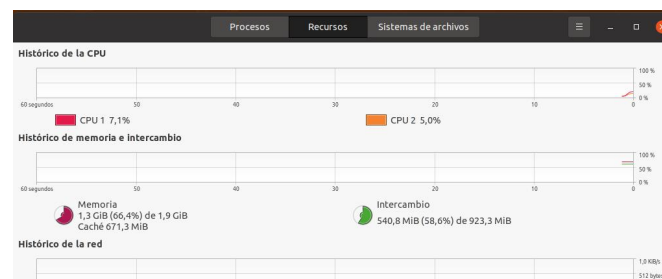 Procesos Recursos Sistemas de archivos
Histórico de la CPU
100 %
50 %
0 %
60 segundos 50 40 30 20 10 0
CPU 1 7,1% CPU 2 5,0%
Histórico de memoria e intercambio
100 %
50 %
0 %
60 segundos 50 40 30 20 10 0
Memoria
1,3 GiB (66,4%) de 1,9 GiB
Caché 671,3 MiB
Intercambio
540,8 MiB (58,6%) de 923,3 MiB
Histórico de la red
1,0 KiB/s
512 bytes